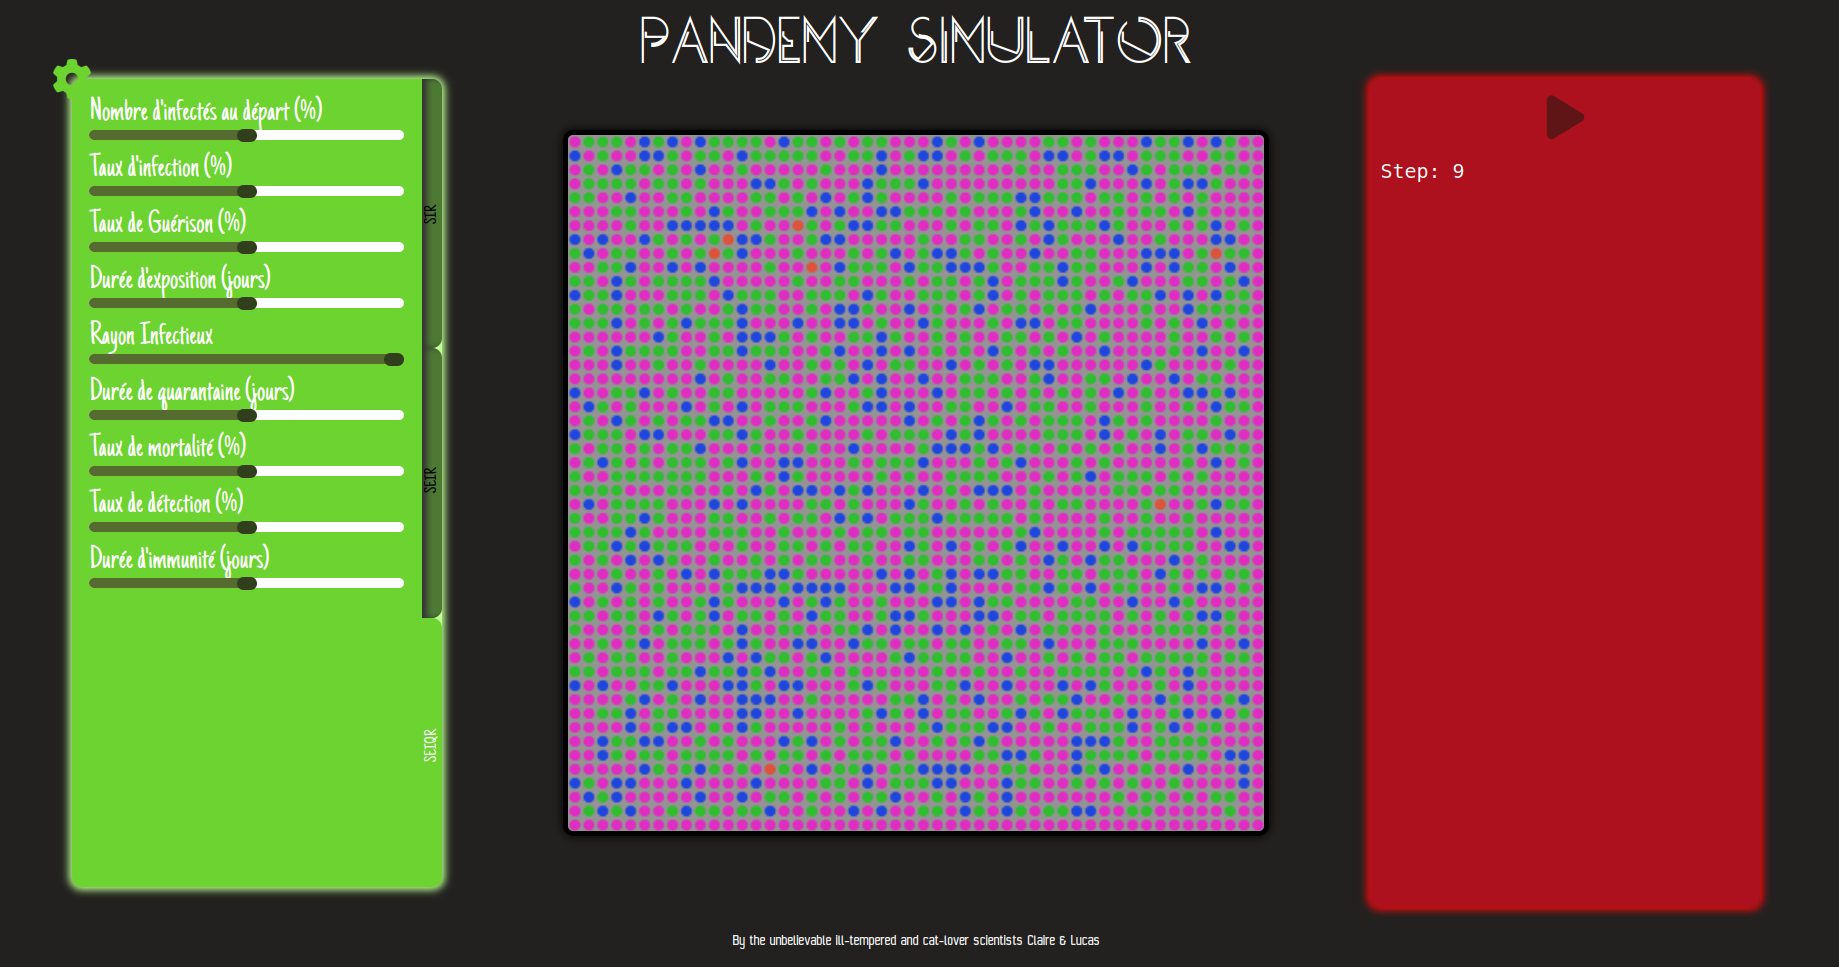 PANDEMY SIMULATOR
Nombre d'infectés au départ (%)
Taux d'infection (%)
Taux de Guérison (%)
Durée d'exposition (jours)
Rayon Infectieux
Durée de quarantaine (jours)
Taux de mortalité (%)
Taux de détection (%)
Durée d'immunité (jours)
SIR
SEIR
SEIQR
Step: 9
By the unbelievable ill-tempered and cat-lover scientists Claire & Lucas